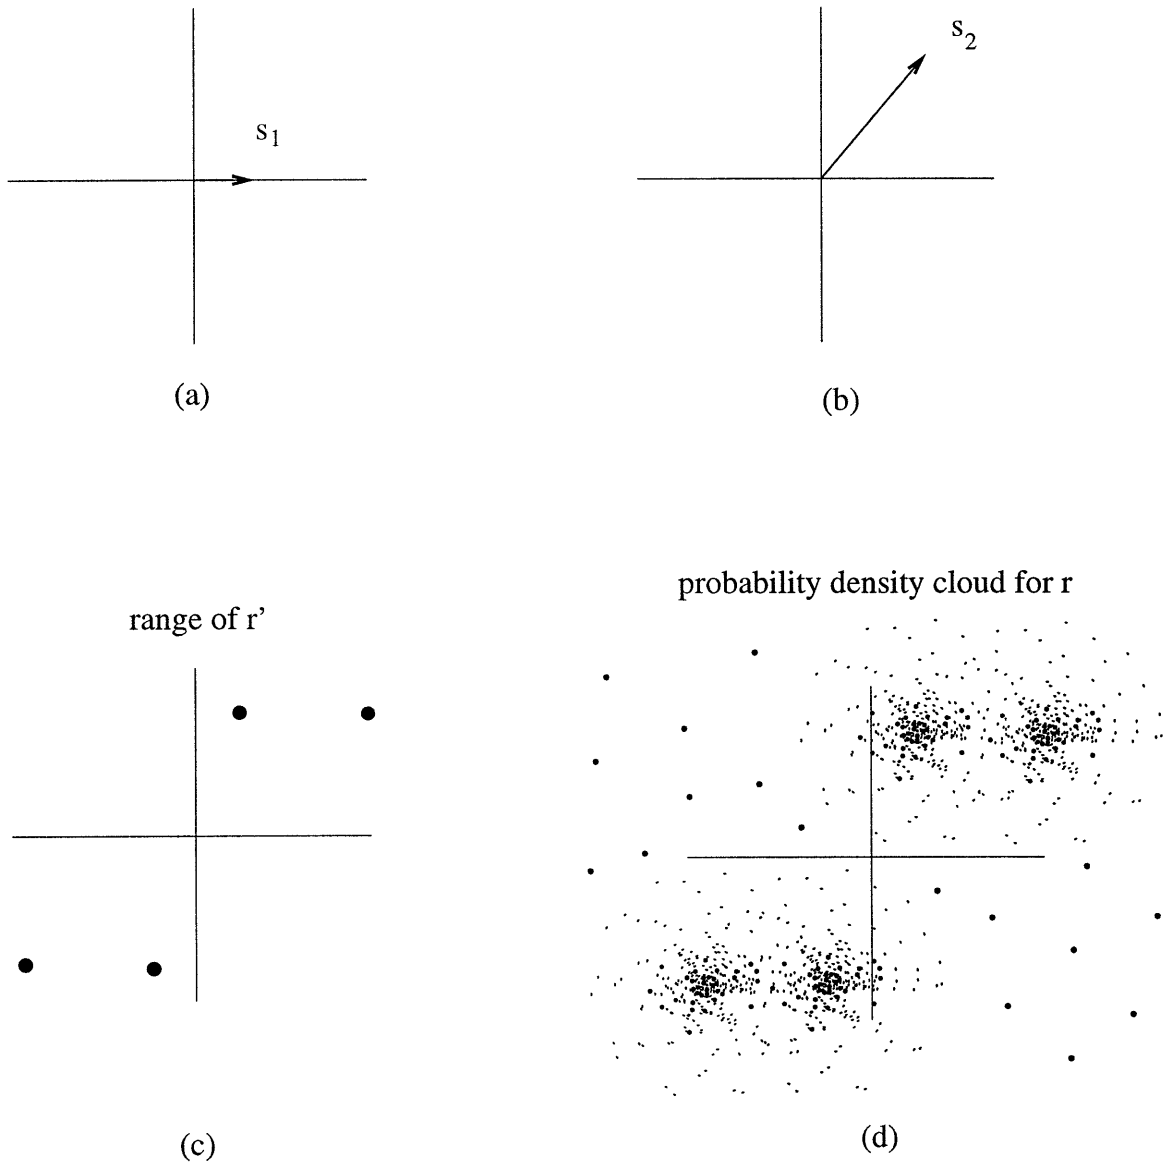 s1
s2
(a)
(b)
range of r’
probability density cloud for r
(c)
(d)